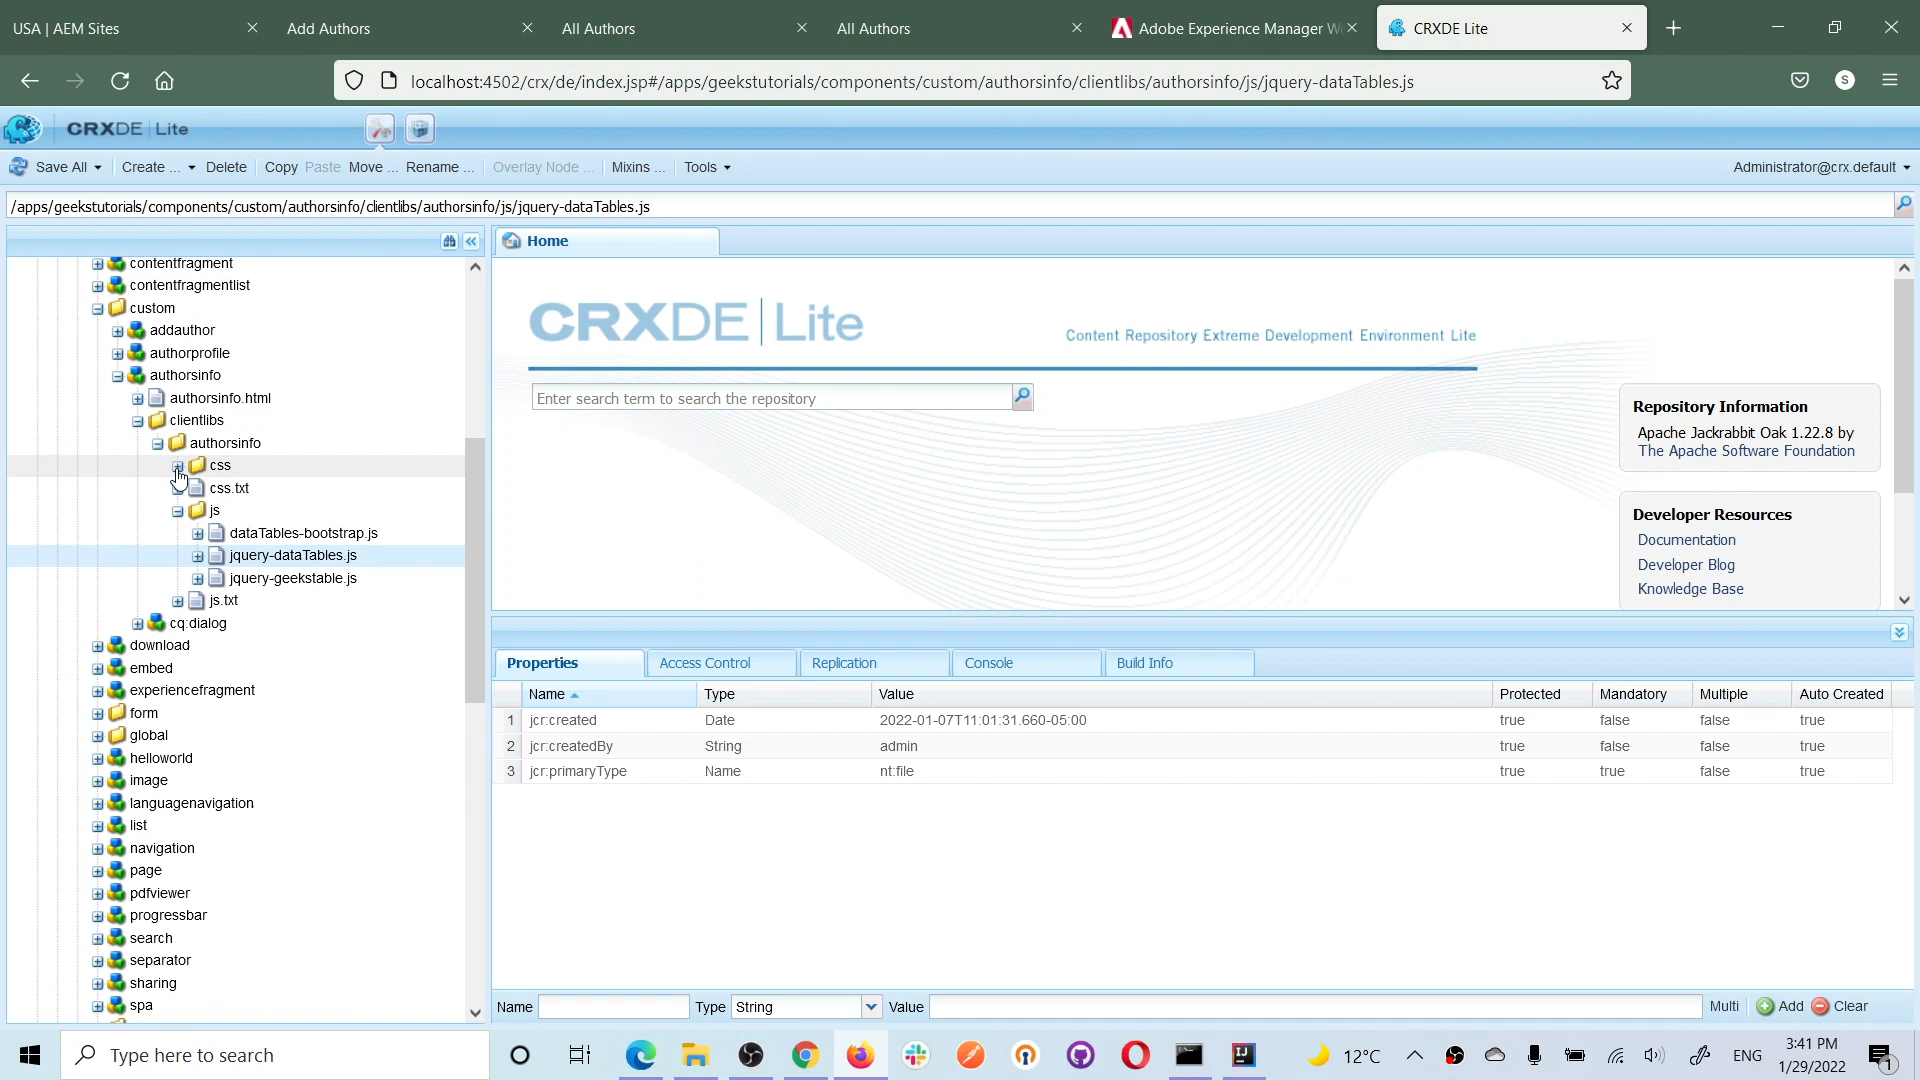 USA | AEM Sites
Add Authors
All Authors
All Authors
Adobe Experience Manager W
CRXDE Lite
localhost:4502/crx/de/index.jsp#/apps/geekstutorials/components/custom/authorsinfo/clientlibs/authorsinfo/js/jquery-dataTables.js
S
CRXDE | Lite
Save All Create ... Delete Copy Paste Move ... Rename ... Overlay Node ... Mixins ... Tools Administrator@crx.default
/apps/geekstutorials/components/custom/authorsinfo/clientlibs/authorsinfo/js/jquery-dataTables.js
contentfragment
contentfragmentlist
custom
addauthor
authorprofile
authorsinfo
authorsinfo.html
clientlibs
authorsinfo
css
css.txt
js
dataTables-bootstrap.js
jquery-dataTables.js
jquery-geekstable.js
js.txt
cq:dialog
download
embed
experiencefragment
form
global
helloworld
image
languagenavigation
list
navigation
page
pdfviewer
progressbar
search
separator
sharing
spa
Home
CRXDE | Lite
Content Repository Extreme Development Environment Lite
Enter search term to search the repository
Repository Information
Apache Jackrabbit Oak 1.22.8 by
The Apache Software Foundation
Developer Resources
Documentation
Developer Blog
Knowledge Base
Properties Access Control Replication Console Build Info
Name Type Value Protected Mandatory Multiple Auto Created
1 jcr:created Date 2022-01-07T11:01:31.660-05:00 true false false true
2 jcr:createdBy String admin true false false true
3 jcr:primaryType Name nt:file true true false true
Name Type String Value Multi Add Clear
Type here to search
12°C
ENG
3:41 PM
1/29/2022
1